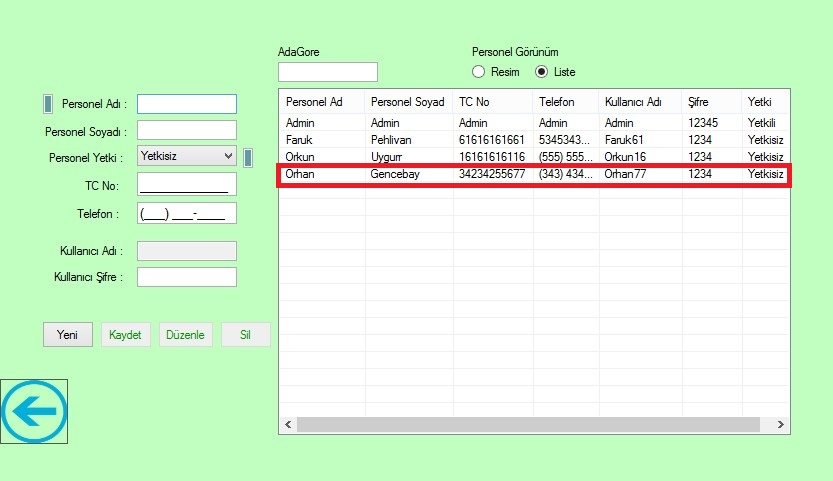 AdaGore
Personel Görünüm
Resim
Liste
Personel Adı :
Personel Soyadı :
Personel Yetki :
Yetkisiz
TC No:
Telefon :
(___) ___-____
Kullanıcı Adı :
Kullanıcı Şifre :
Yeni
Kaydet
Düzenle
Sil
Personel Ad Personel Soyad TC No Telefon Kullanıcı Adı Şifre Yetki
Admin Admin Admin Admin Admin 12345 Yetkili
Faruk Pehlivan 61616161661 5345343... Faruk61 1234 Yetkisiz
Orkun Uygurr 16161616116 (555) 555... Orkun16 1234 Yetkisiz
Orhan Gencebay 34234255677 (343) 434... Orhan77 1234 Yetkisiz